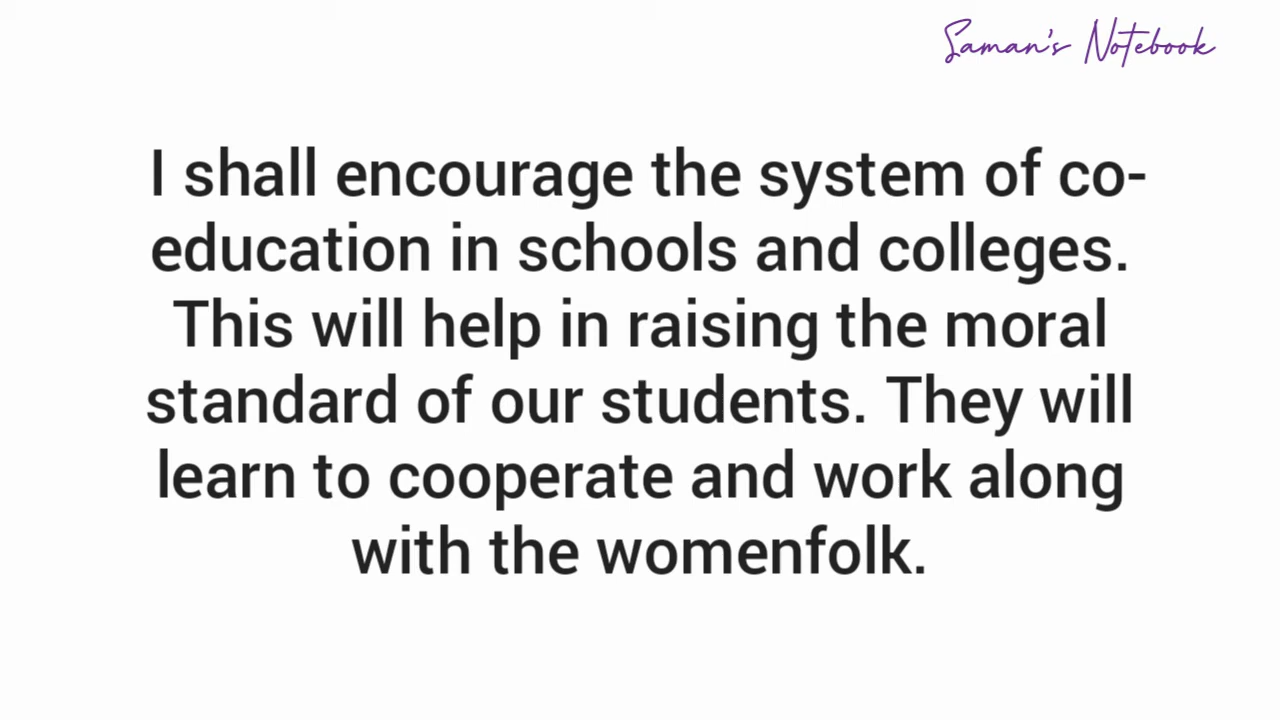 Saman's Notebook
I shall encourage the system of co-
education in schools and colleges.
This will help in raising the moral
standard of our students. They will
learn to cooperate and work along
with the womenfolk.